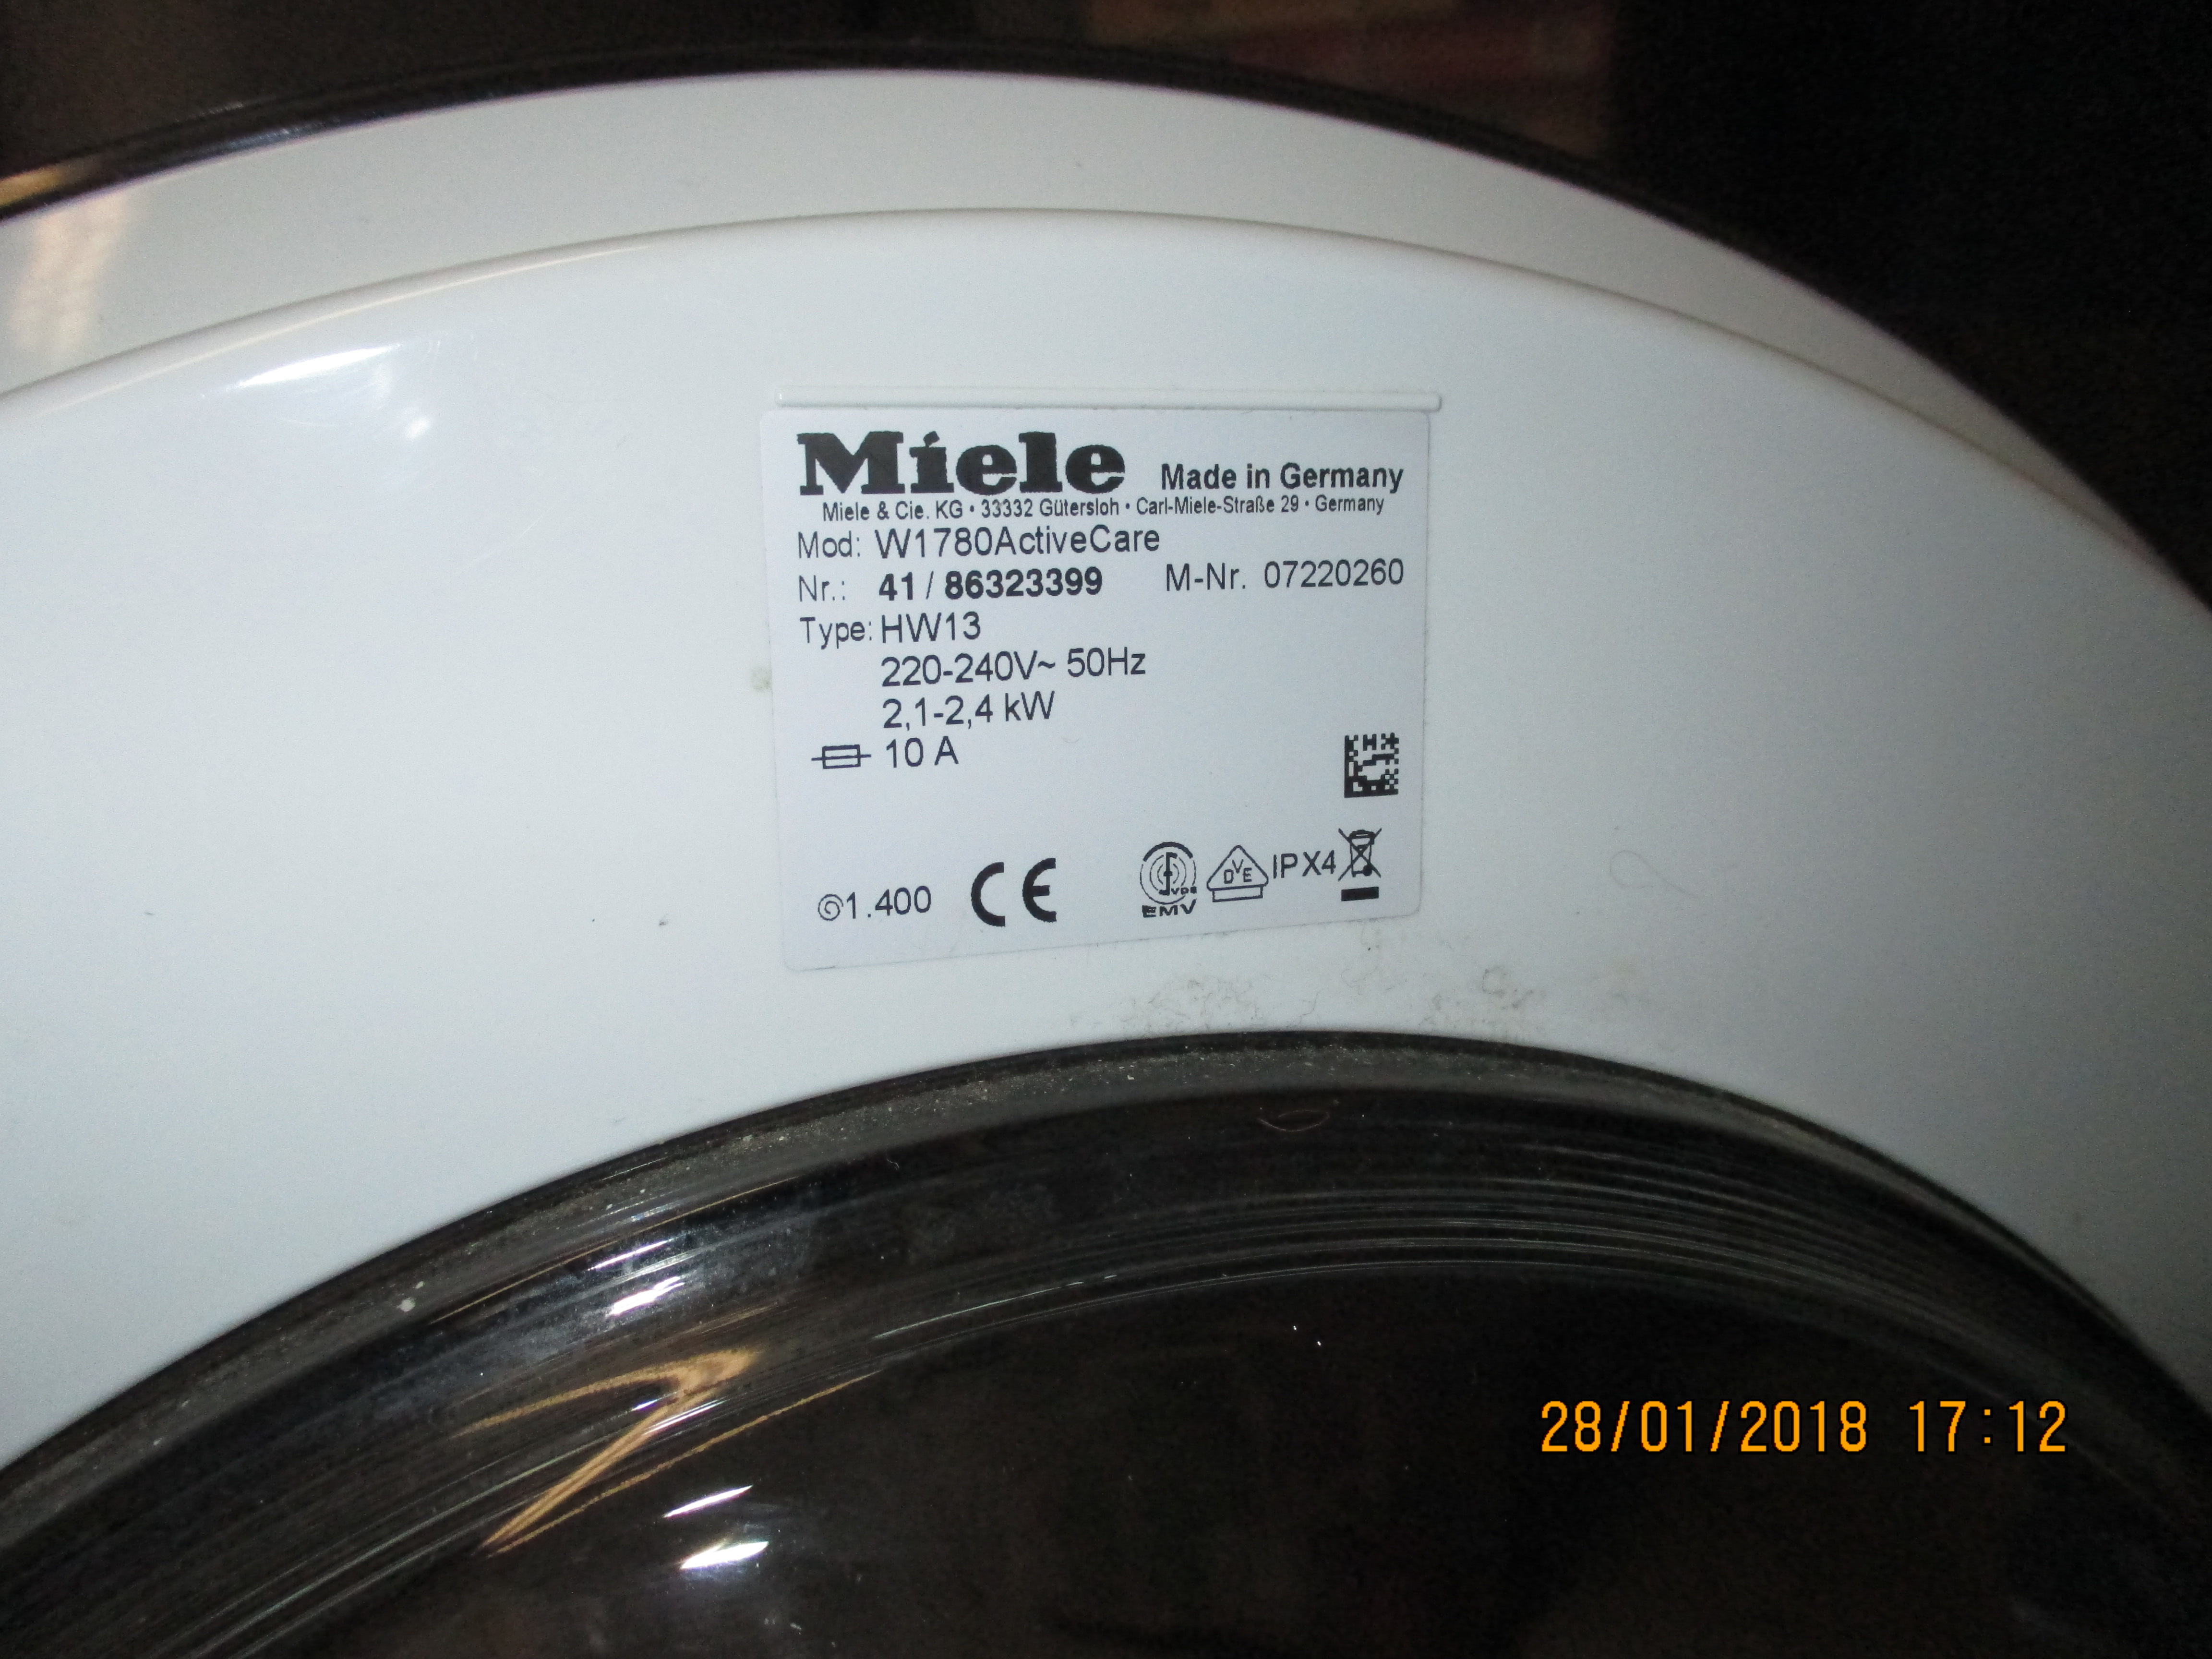 Miele Made in Germany
Miele & Cie. KG • 33332 Gütersloh • Carl-Miele-Straße 29 • Germany
Mod: W1780ActiveCare
Nr.: 41 / 86323399 M-Nr. 07220260
Type: HW13
220-240V~ 50Hz
2,1-2,4 kW
10 A
1.400 CE VDE EMV DVE IPX4
28/01/2018 17:12